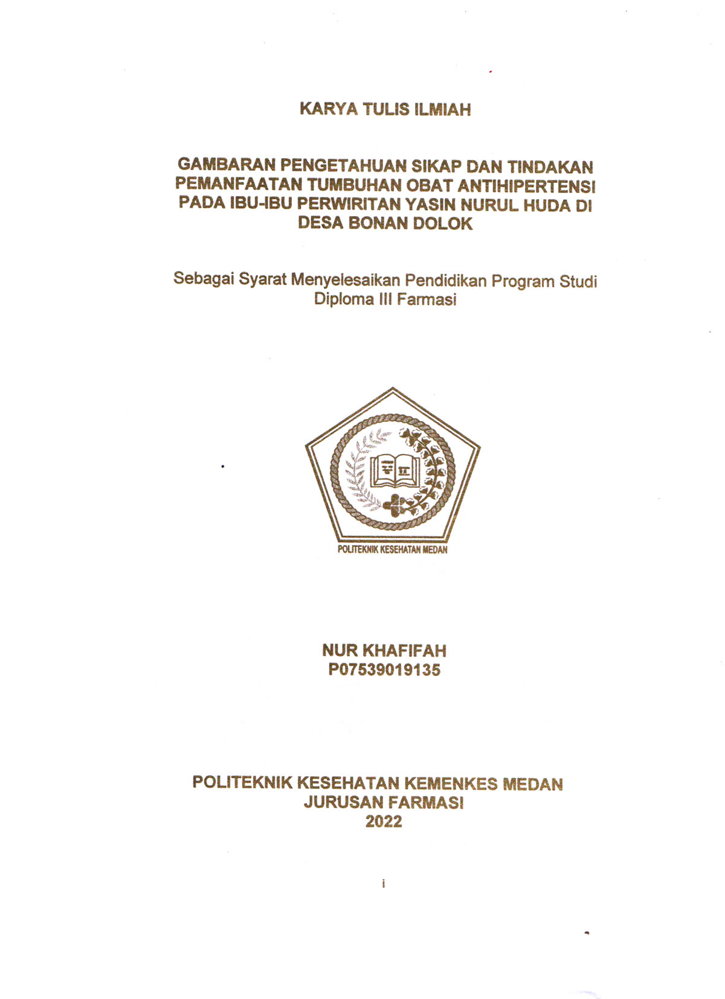 KARYA TULIS ILMIAH
GAMBARAN PENGETAHUAN SIKAP DAN TINDAKAN
PEMANFAATAN TUMBUHAN OBAT ANTIHIPERTENSI
PADA IBU-IBU PERWIRITAN YASIN NURUL HUDA DI
DESA BONAN DOLOK
Sebagai Syarat Menyelesaikan Pendidikan Program Studi
Diploma III Farmasi
POLITEKNIK KESEHATAN MEDAN
NUR KHAFIFAH
P07539019135
POLITEKNIK KESEHATAN KEMENKES MEDAN
JURUSAN FARMASI
2022
i